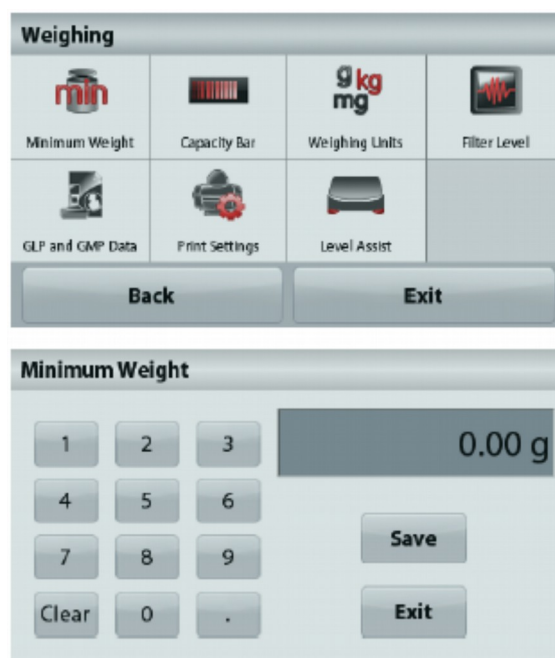 Weighing
min
g kg
mg
Minimum Weight Capacity Bar Weighing Units Filter Level
GLP and GMP Data Print Settings Level Assist
Back Exit
Minimum Weight
0.00 g
1 2 3
4 5 6
Save
7 8 9
Clear 0 .
Exit